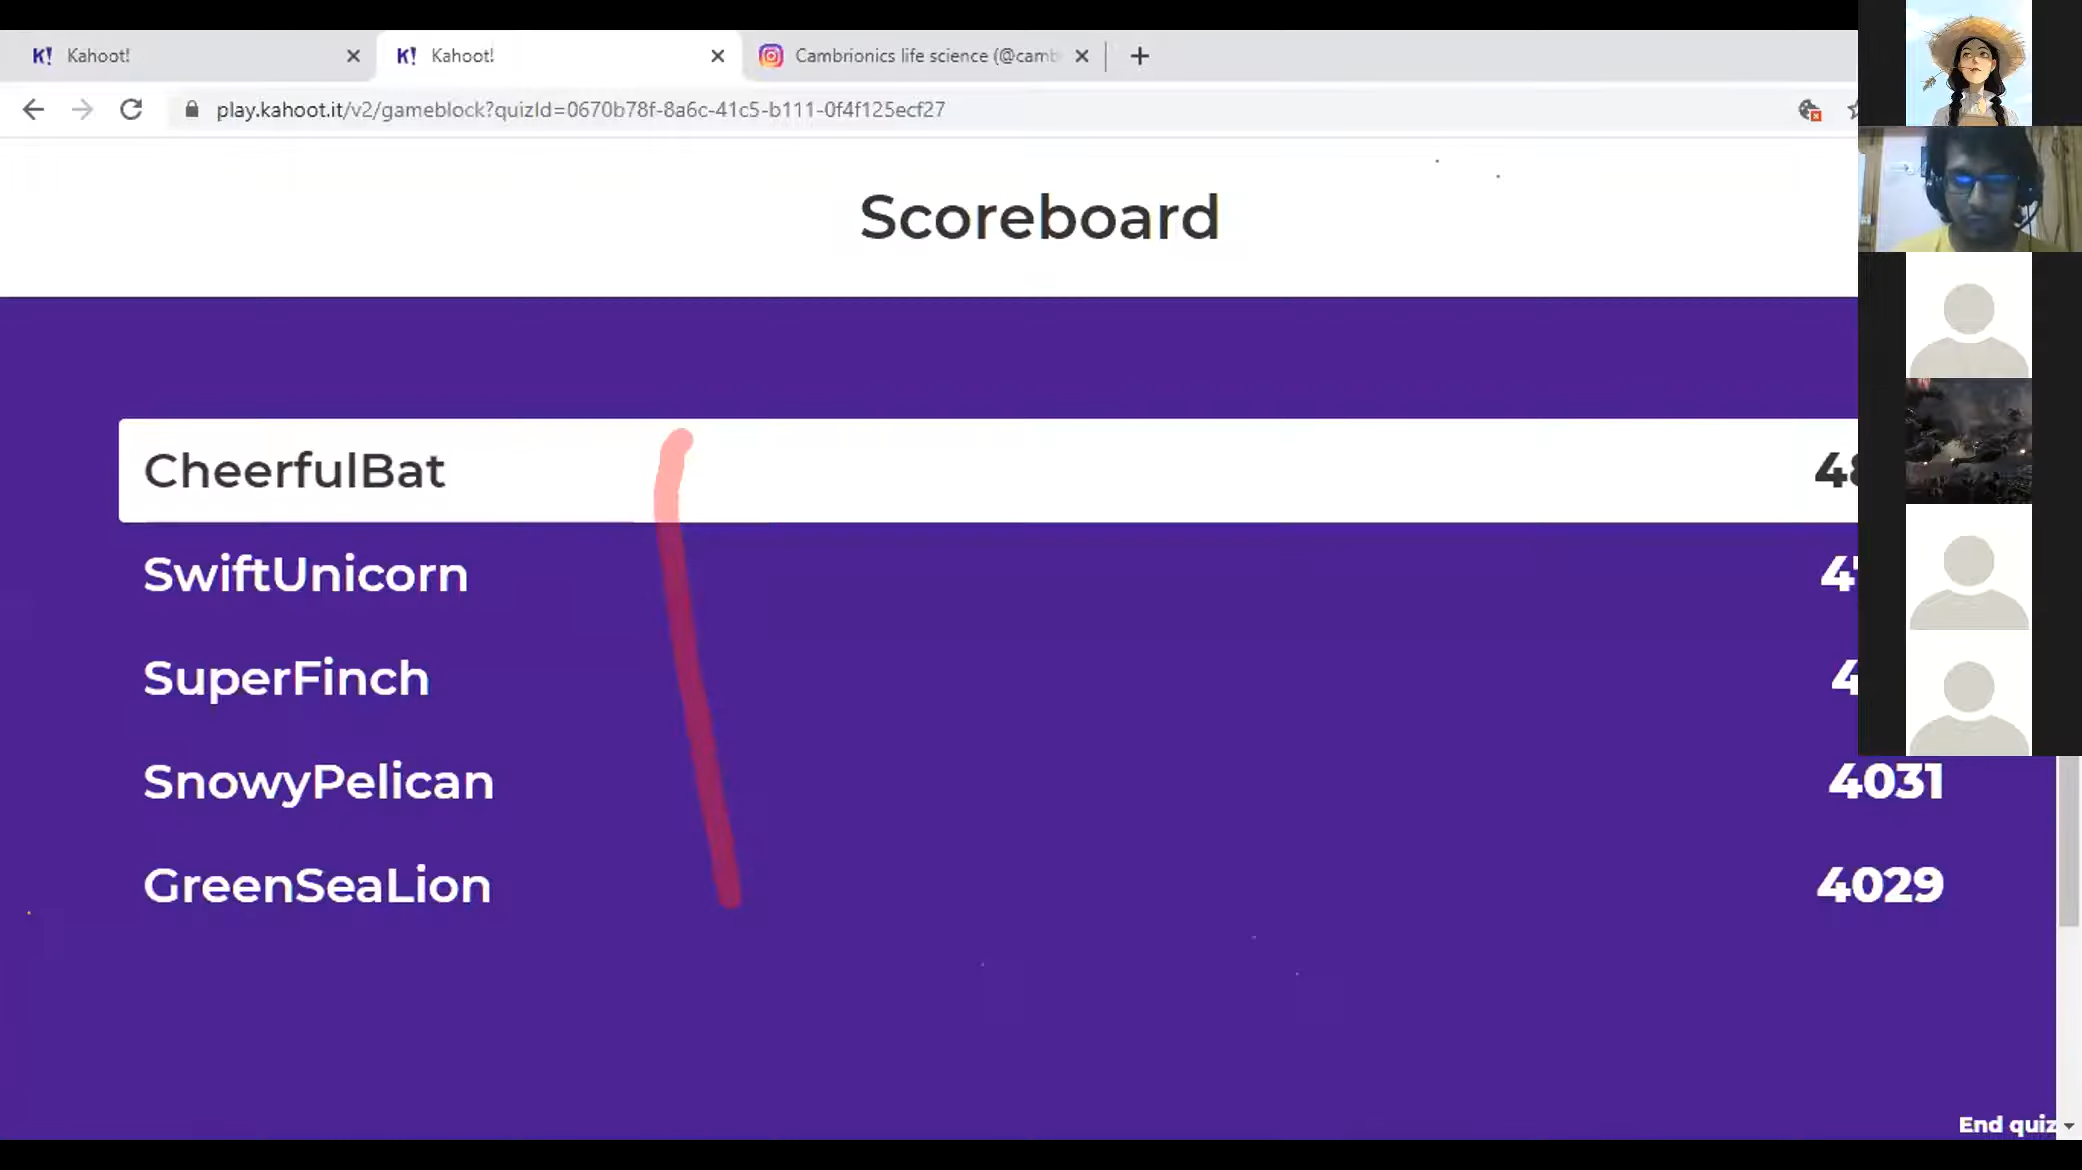 K! Kahoot!
K! Kahoot!
Cambrionics life science (@camb
play.kahoot.it/v2/gameblock?quizId=0670b78f-8a6c-41c5-b111-0f4f125ecf27
Scoreboard
CheerfulBat
SwiftUnicorn
SuperFinch
SnowyPelican 4031
GreenSeaLion 4029
End quiz